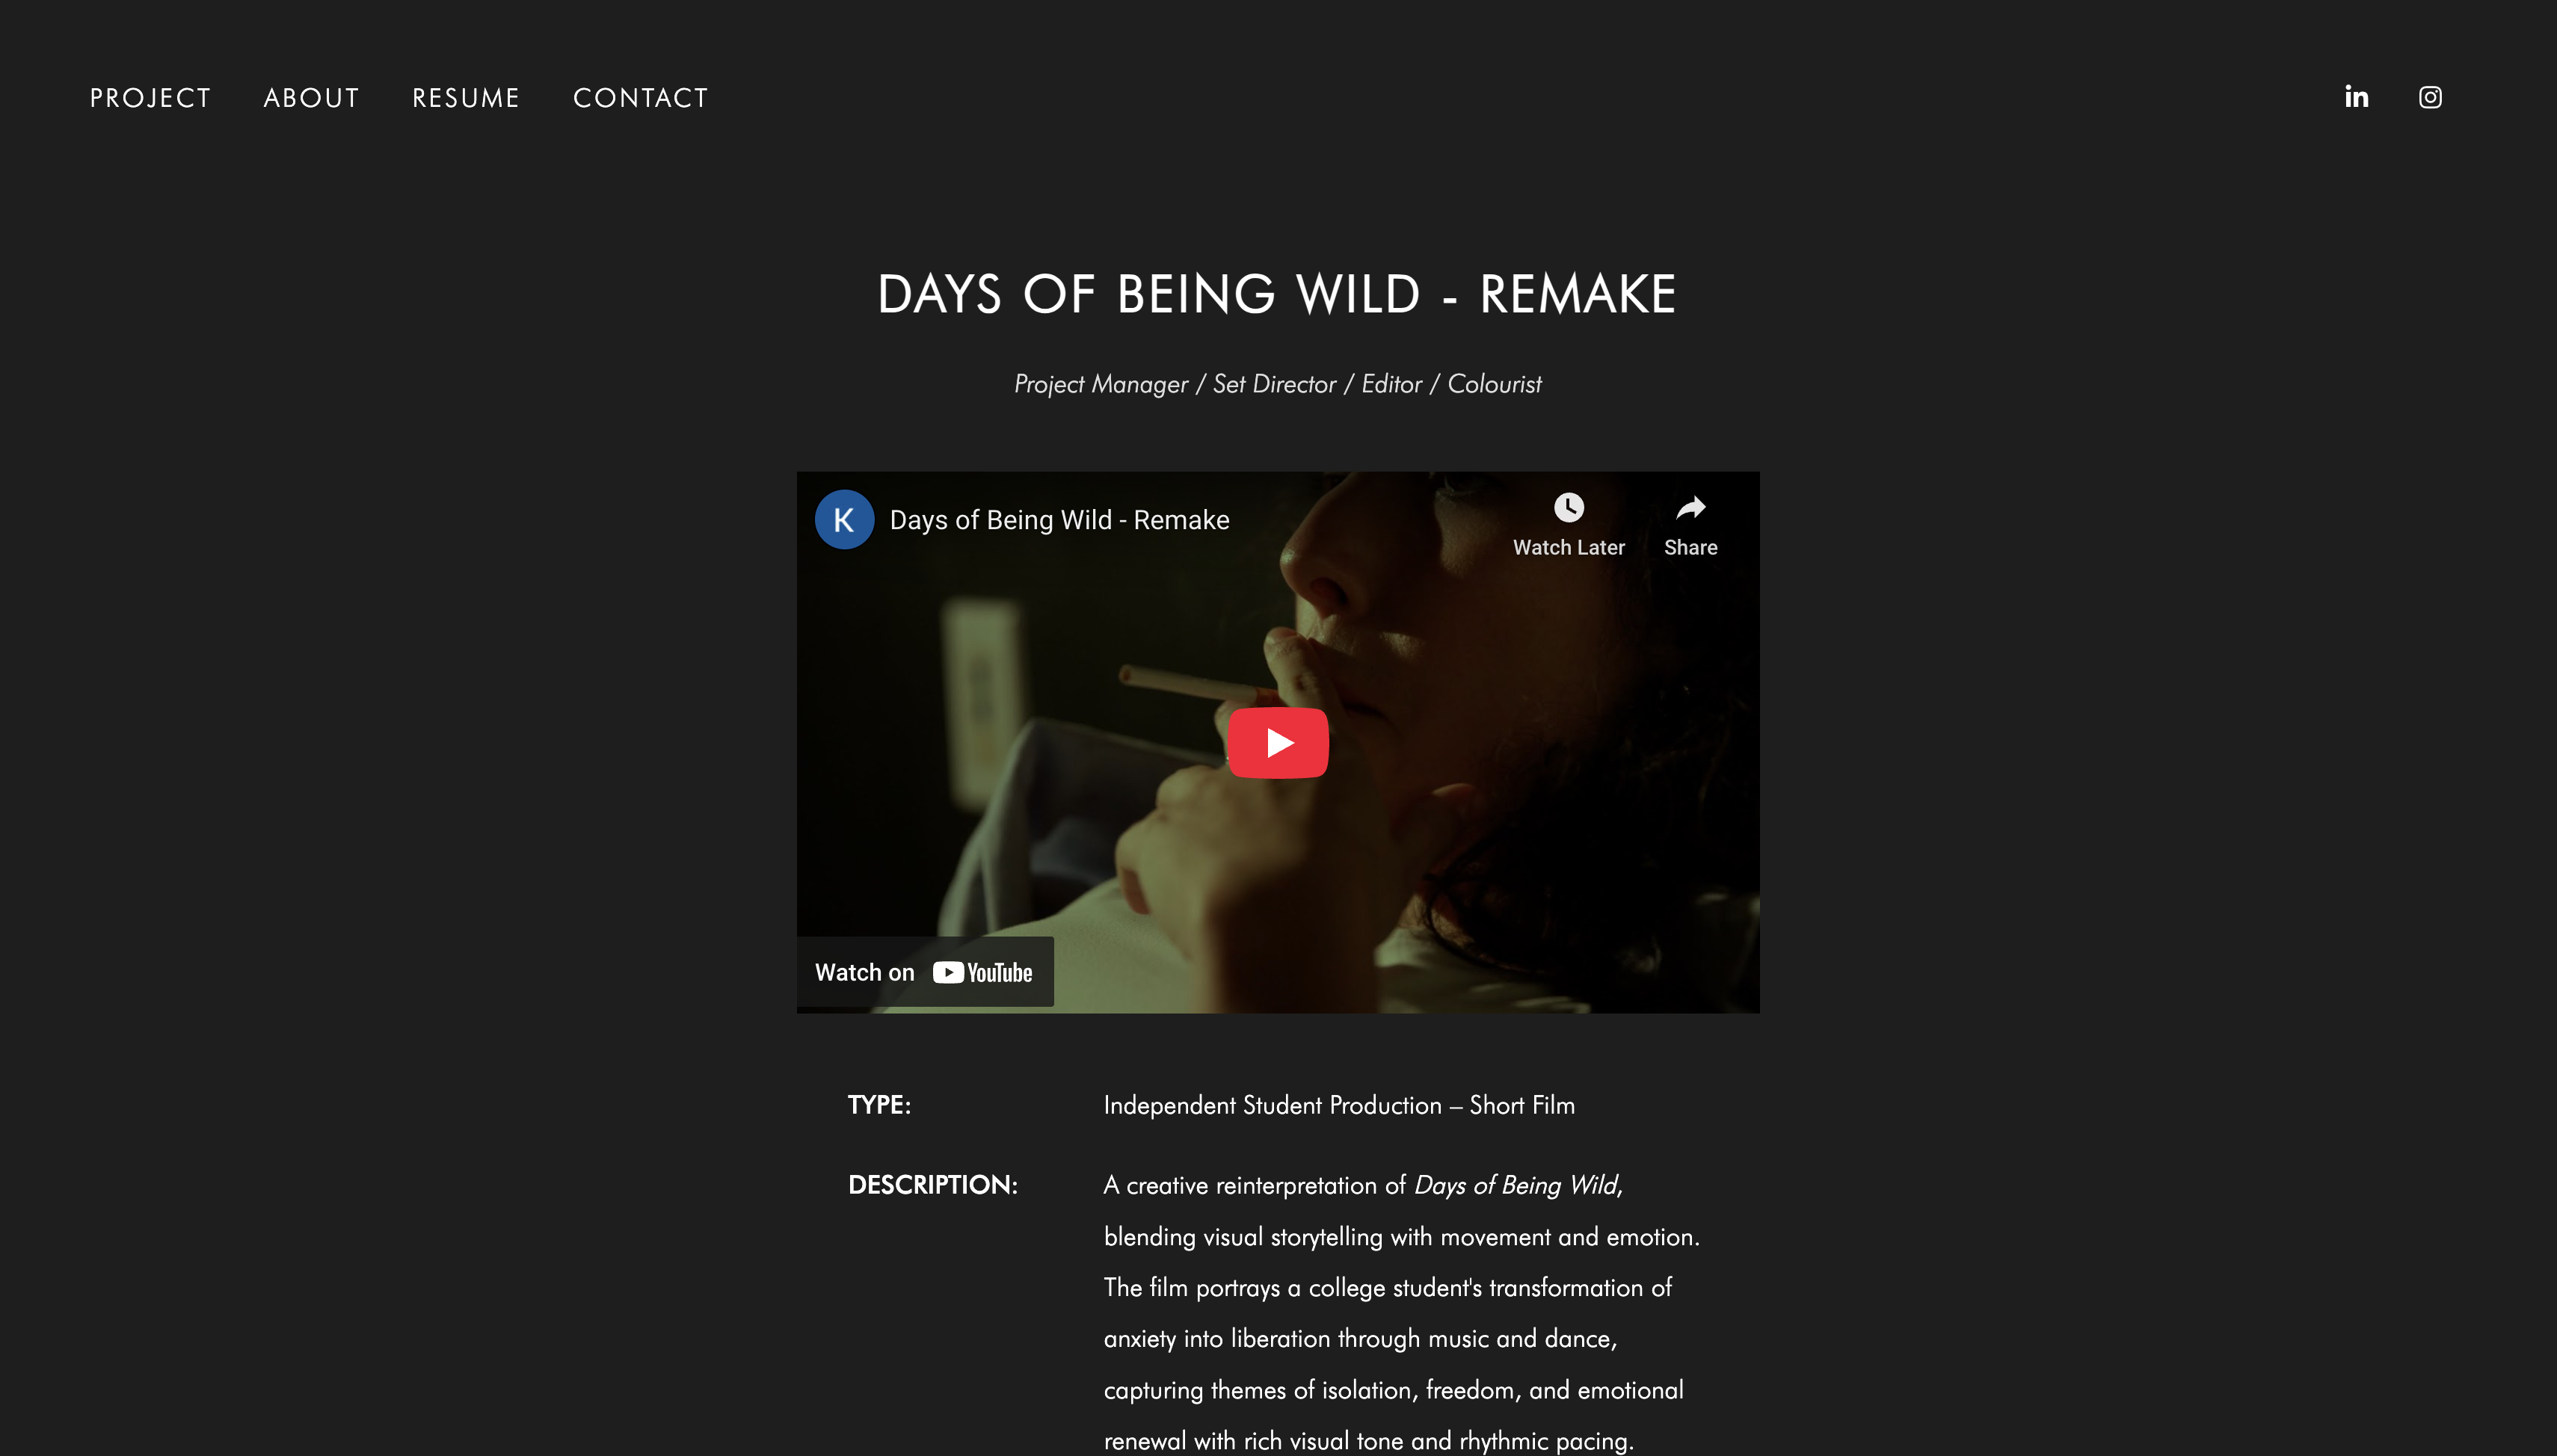 PROJECT ABOUT RESUME CONTACT in
DAYS OF BEING WILD - REMAKE
Project Manager / Set Director / Editor / Colourist
K Days of Being Wild - Remake
Watch Later Share
Watch on YouTube
TYPE: Independent Student Production – Short Film
DESCRIPTION: A creative reinterpretation of Days of Being Wild,
blending visual storytelling with movement and emotion.
The film portrays a college student's transformation of
anxiety into liberation through music and dance,
capturing themes of isolation, freedom, and emotional
renewal with rich visual tone and rhythmic pacing.